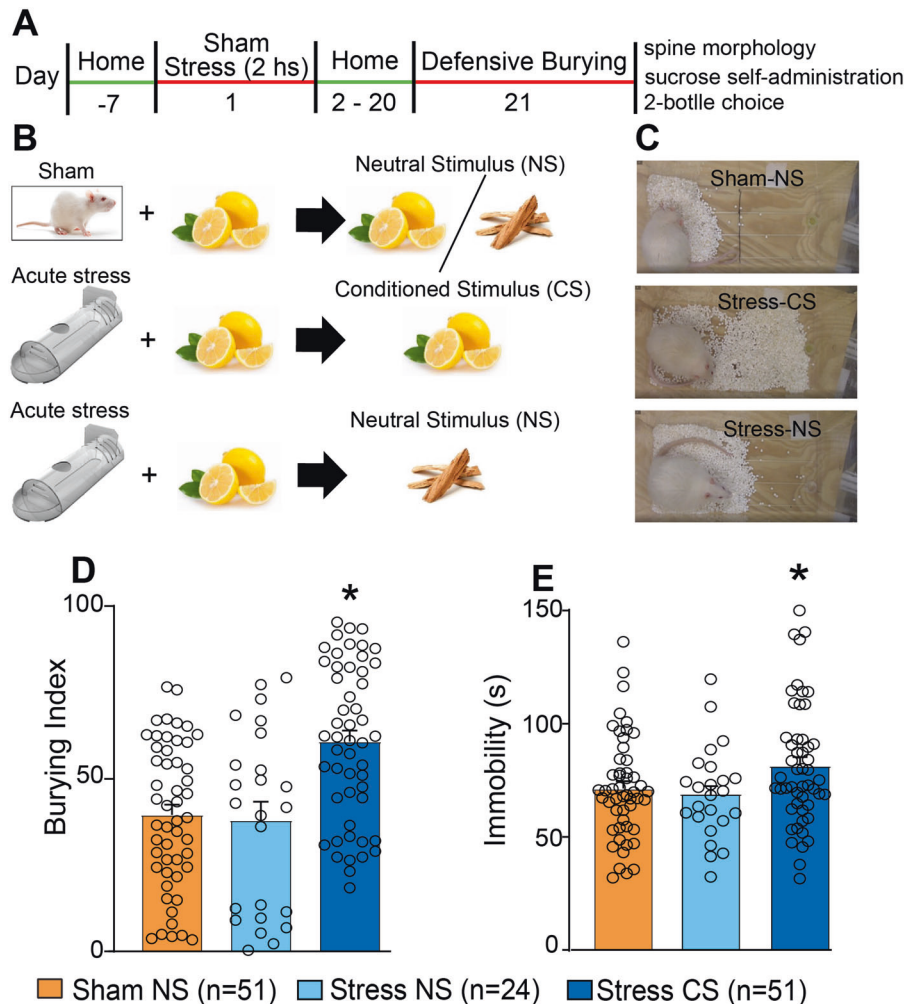 A
Day
Home
-7
Sham
Stress (2 hs)
1
Home
2 - 20
Defensive Burying
21
spine morphology
sucrose self-administration
2-botlle choice
B
Sham
+
Neutral Stimulus (NS)
Acute stress
+
Conditioned Stimulus (CS)
Acute stress
+
Neutral Stimulus (NS)
C
Sham-NS
Stress-CS
Stress-NS
D
*
100
50
0
Burying Index
E
*
150
100
50
0
Immobility (s)
Sham NS (n=51)
Stress NS (n=24)
Stress CS (n=51)